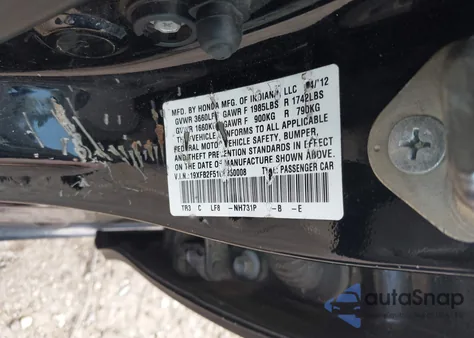 MFD. BY HONDA MFG. OF INDIANA, LLC 04/12
GVWR 3660LBS GAWR F 1985LBS R 1742LBS
GVWR 1660KG GAWR F 900KG R 790KG
THIS VEHICLE CONFORMS TO ALL APPLICABLE
FEDERAL MOTOR VEHICLE SAFETY, BUMPER,
AND THEFT PREVENTION STANDARDS IN EFFECT
ON THE DATE OF MANUFACTURE SHOWN ABOVE.
V.I.N.: TYPE: PASSENGER CAR
TR3 C LF8 -NH731P -B -E
autoSnap